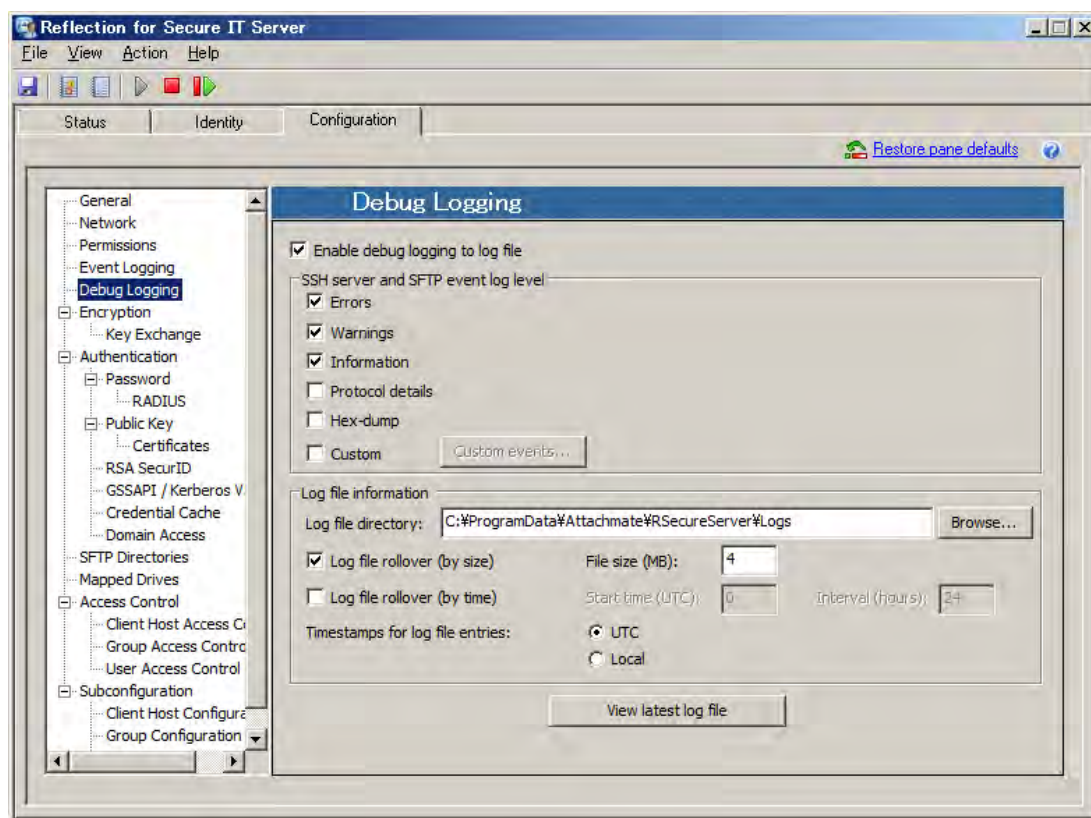 Reflection for Secure IT Server
File View Action Help
Status Identity Configuration
Restore pane defaults
General
Network
Permissions
Event Logging
Debug Logging
Encryption
Key Exchange
Authentication
Password
RADIUS
Public Key
Certificates
RSA SecurID
GSSAPI / Kerberos V
Credential Cache
Domain Access
SFTP Directories
Mapped Drives
Access Control
Client Host Access C
Group Access Contro
User Access Control
Subconfiguration
Client Host Configura
Group Configuration
Debug Logging
Enable debug logging to log file
SSH server and SFTP event log level
Errors
Warnings
Information
Protocol details
Hex-dump
Custom Custom events...
Log file information
Log file directory: C:¥ProgramData¥Attachmate¥RSecureServer¥Logs Browse...
Log file rollover (by size) File size (MB): 4
Log file rollover (by time) Start time (UTC): 0 Interval (hours): 24
Timestamps for log file entries: UTC
Local
View latest log file